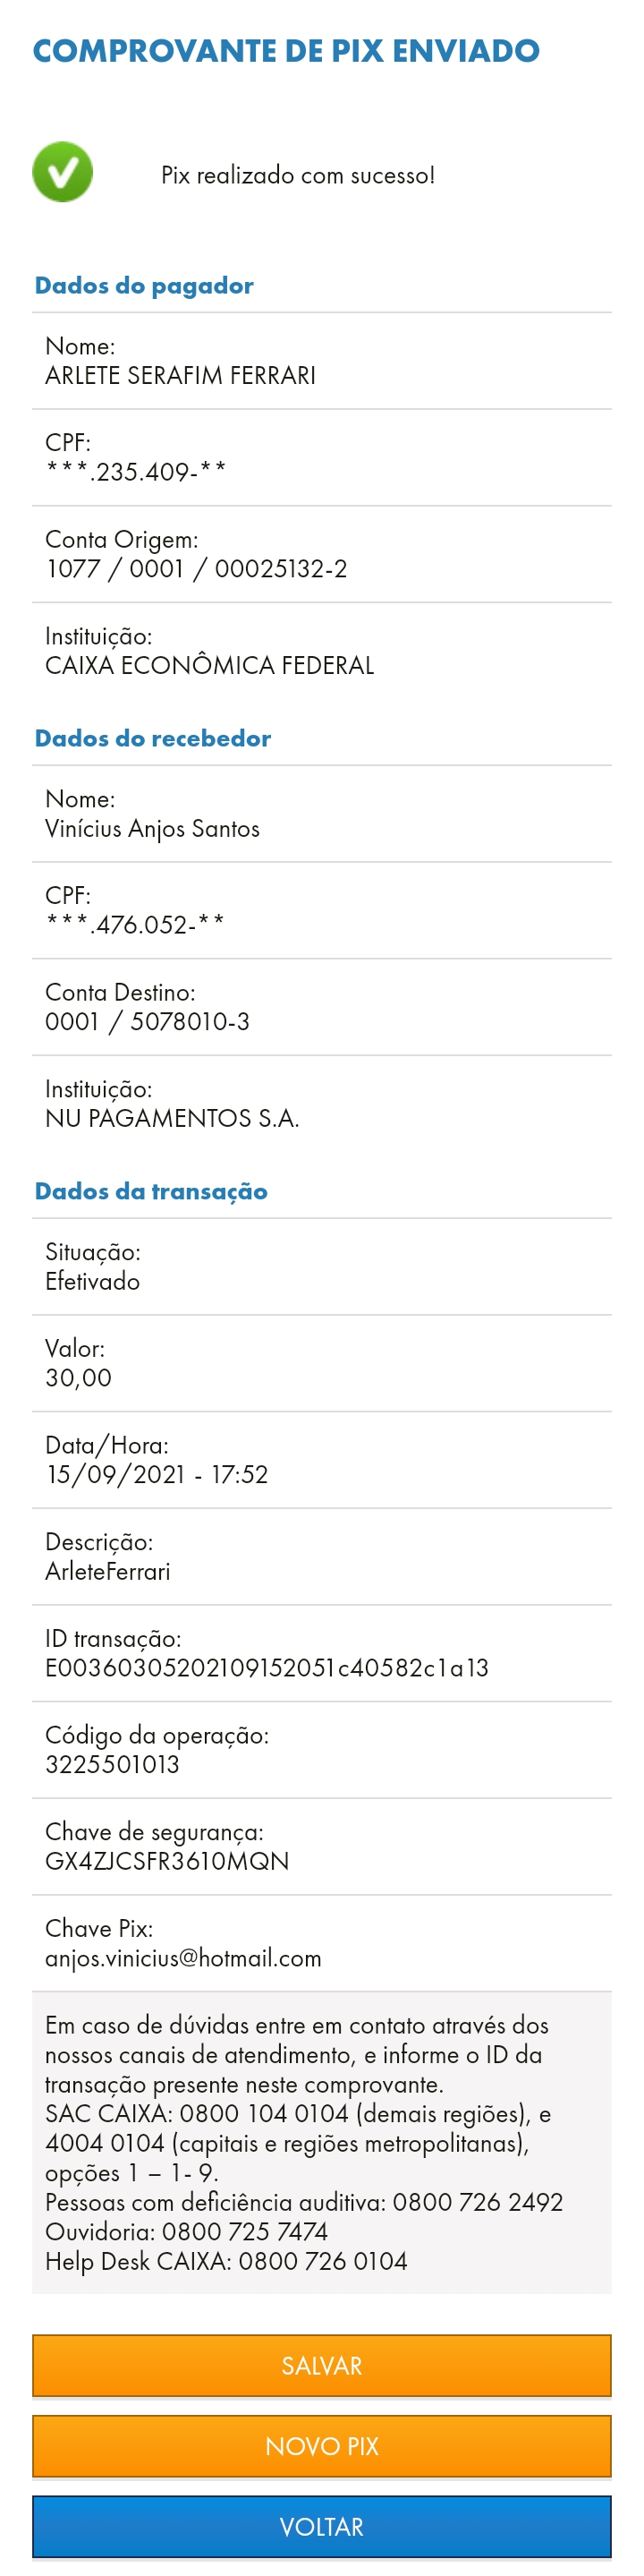 COMPROVANTE DE PIX ENVIADO
Pix realizado com sucesso!
Dados do pagador
Nome:
ARLETE SERAFIM FERRARI
CPF:
***.235.409-**
Conta Origem:
1077 / 0001 / 00025132-2
Instituição:
CAIXA ECONÔMICA FEDERAL
Dados do recebedor
Nome:
Vinícius Anjos Santos
CPF:
***.476.052-**
Conta Destino:
0001 / 5078010-3
Instituição:
NU PAGAMENTOS S.A.
Dados da transação
Situação:
Efetivado
Valor:
30,00
Data/Hora:
15/09/2021 - 17:52
Descrição:
ArleteFerrari
ID transação:
E00360305202109152051c40582c1a13
Código da operação:
3225501013
Chave de segurança:
GX4ZJCSFR3610MQN
Chave Pix:
anjos.vinicius@hotmail.com
Em caso de dúvidas entre em contato através dos
nossos canais de atendimento, e informe o ID da
transação presente neste comprovante.
SAC CAIXA: 0800 104 0104 (demais regiões), e
4004 0104 (capitais e regiões metropolitanas),
opções 1 – 1- 9.
Pessoas com deficiência auditiva: 0800 726 2492
Ouvidoria: 0800 725 7474
Help Desk CAIXA: 0800 726 0104
SALVAR
NOVO PIX
VOLTAR